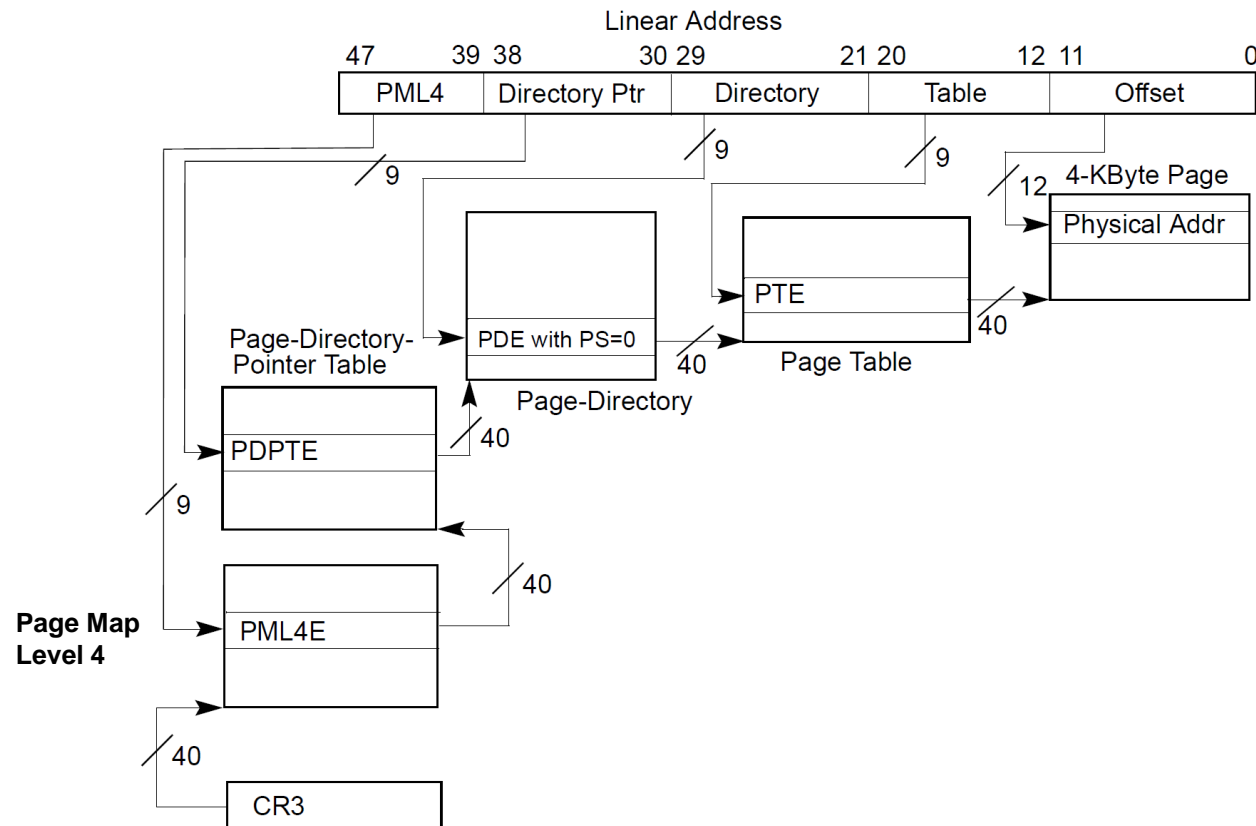 Linear Address
47 39 38 30 29 21 20 12 11 0
PML4 Directory Ptr Directory Table Offset
9 9 9
12
4-KByte Page
Physical Addr
PTE
40
Page Table
PDE with PS=0
40
Page-Directory
Page-Directory-
Pointer Table
40
PDPTE
9
40
Page Map
Level 4
PML4E
40
CR3